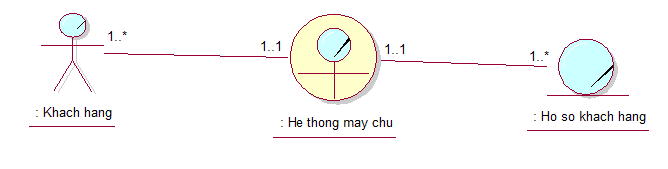 1..*
1..1
1..1
1..*
: Khach hang
: He thong may chu
: Ho so khach hang